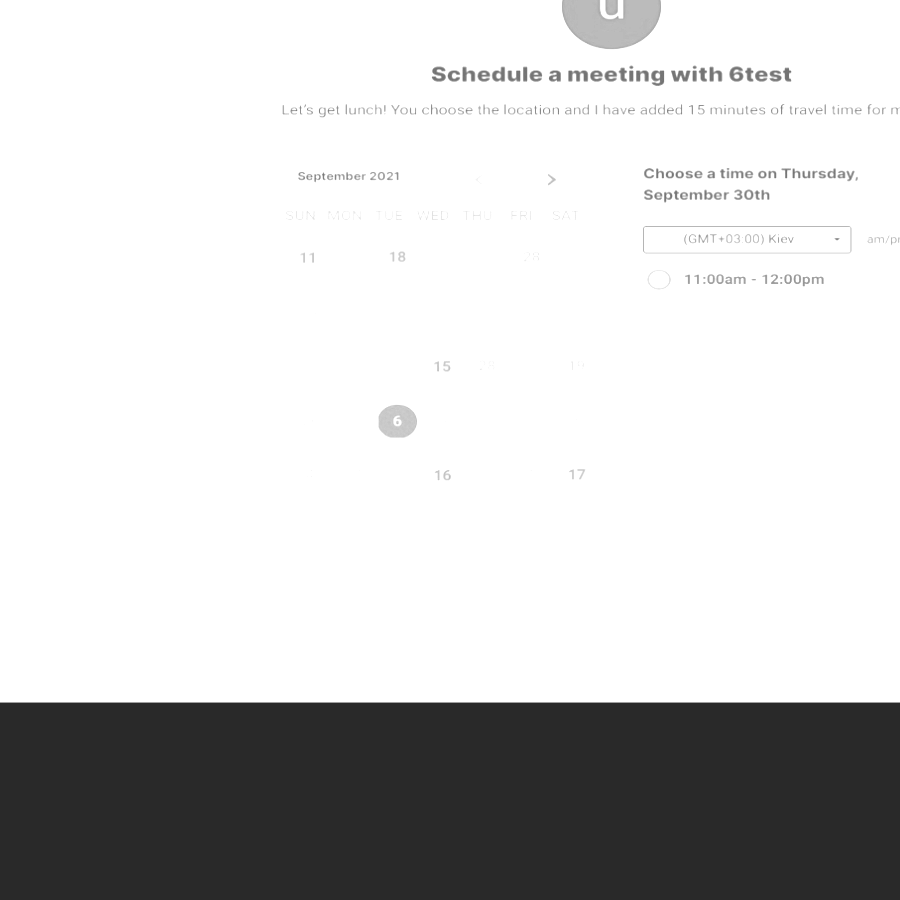 u
Schedule a meeting with 6test
Let's get lunch! You choose the location and I have added 15 minutes of travel time for
September 2021
Choose a time on Thursday,
September 30th
SUN MON TUE WED THU FRI SAT
(GMT+03:00) Kiev
11 18 28
11:00am - 12:00pm
15 29 19
6
16 17